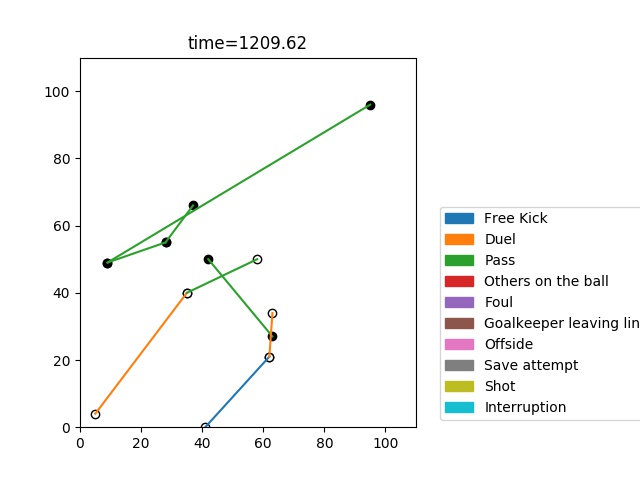 time=1209.62
100
80
60
40
20
0
0 20 40 60 80 100
Free Kick
Duel
Pass
Others on the ball
Foul
Goalkeeper leaving lin
Offside
Save attempt
Shot
Interruption